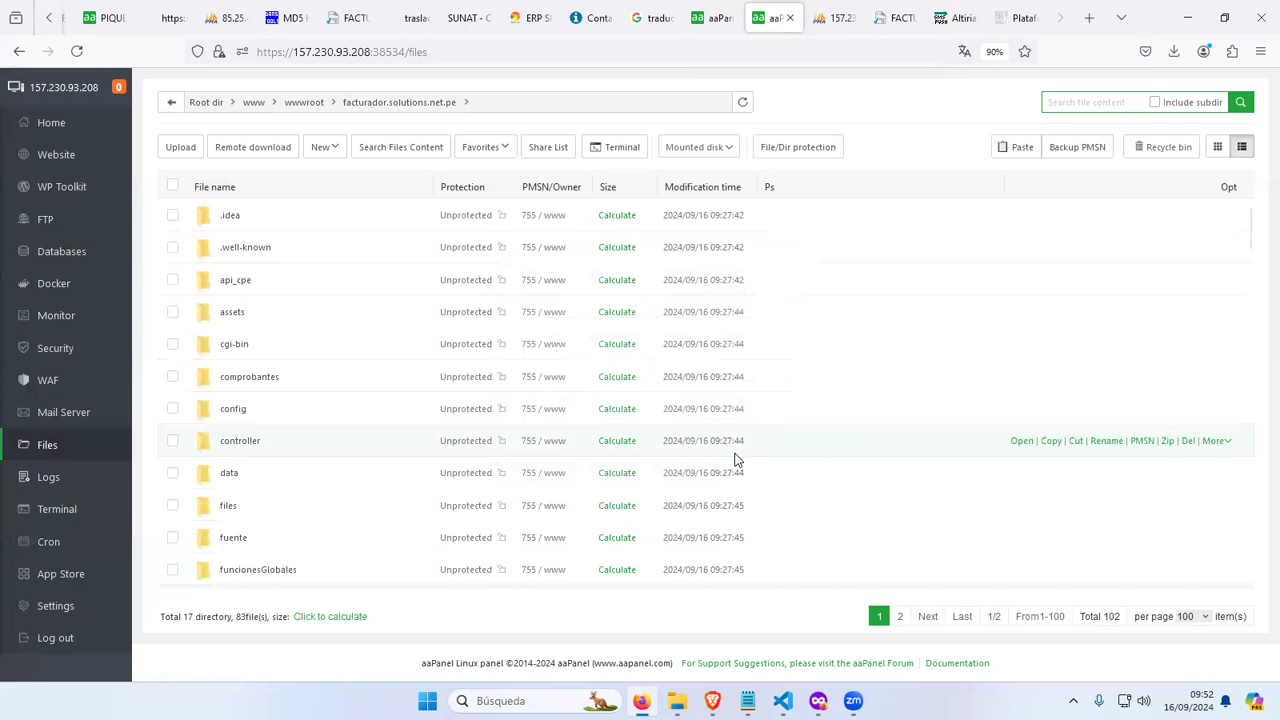 PIQUE
https:
85.25.
MD5 H
FACTU
traslac
SUNAT - C
ERP S
Conta
traduc
aaPan
aaP
157.23
FACTU
Altiria
Plataf
https://157.230.93.208:38534/files
90%
157.230.93.208
0
Root dir
www
wwwroot
facturador.solutions.net.pe
Search file content
Include subdir
Home
Website
WP Toolkit
FTP
Databases
Docker
Monitor
Security
WAF
Mail Server
Files
Logs
Terminal
Cron
App Store
Settings
Log out
Upload
Remote download
New
Search Files Content
Favorites
Share List
Terminal
Mounted disk
File/Dir protection
Paste
Backup PMSN
Recycle bin
File name Protection PMSN/Owner Size Modification time Ps Opt
.idea Unprotected 755 / www Calculate 2024/09/16 09:27:42
.well-known Unprotected 755 / www Calculate 2024/09/16 09:27:42
api_cpe Unprotected 755 / www Calculate 2024/09/16 09:27:42
assets Unprotected 755 / www Calculate 2024/09/16 09:27:44
cgi-bin Unprotected 755 / www Calculate 2024/09/16 09:27:44
comprobantes Unprotected 755 / www Calculate 2024/09/16 09:27:44
config Unprotected 755 / www Calculate 2024/09/16 09:27:44
controller Unprotected 755 / www Calculate 2024/09/16 09:27:44 Open | Copy | Cut | Rename | PMSN | Zip | Del | More
data Unprotected 755 / www Calculate 2024/09/16 09:27:44
files Unprotected 755 / www Calculate 2024/09/16 09:27:45
fuente Unprotected 755 / www Calculate 2024/09/16 09:27:45
funcionesGlobales Unprotected 755 / www Calculate 2024/09/16 09:27:45
Total 17 directory, 83file(s), size: Click to calculate
1 2 Next Last 1/2 From1-100 Total 102 per page 100 item(s)
aaPanel Linux panel ©2014-2024 aaPanel (www.aapanel.com) For Support Suggestions, please visit the aaPanel Forum Documentation
Búsqueda
09:52
16/09/2024